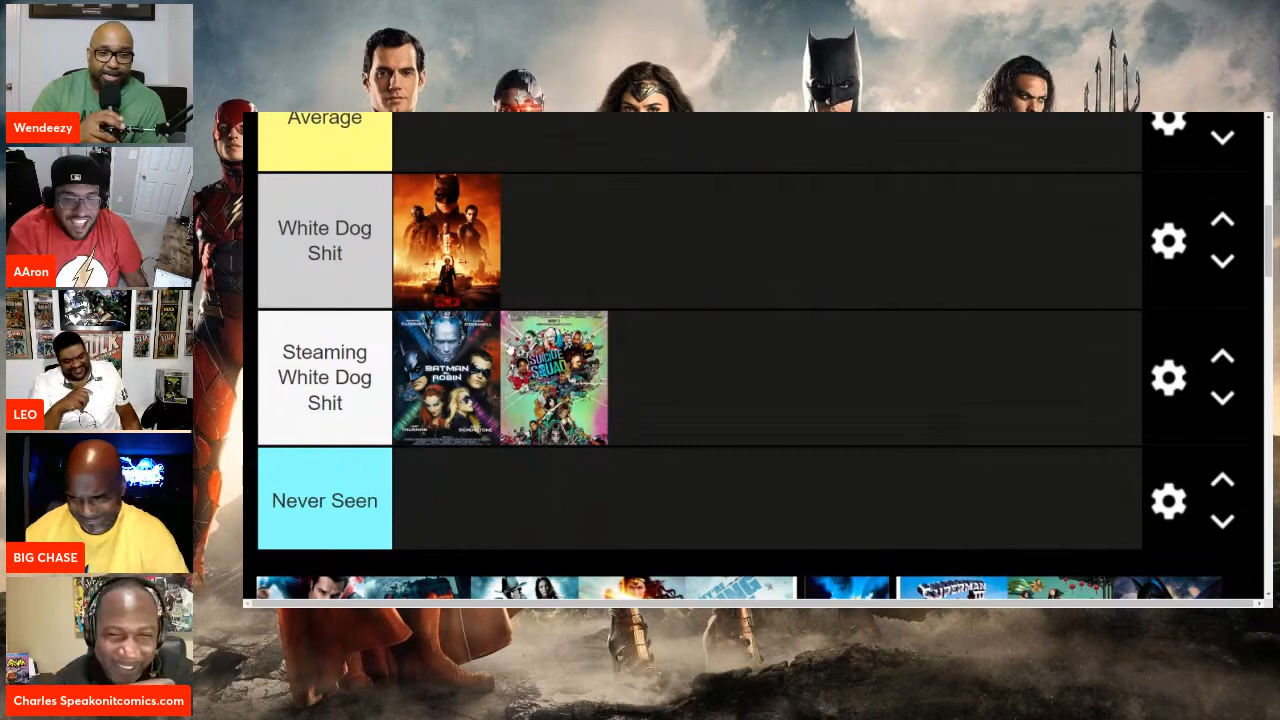 Wendeezy
AAron
LEO
BIG CHASE
Charles Speakonitcomics.com
Average
White Dog
Shit
Steaming
White Dog
Shit
BATMAN
ROBIN
SUICIDE
SQUAD
Never Seen
SUPERMAN
HULK